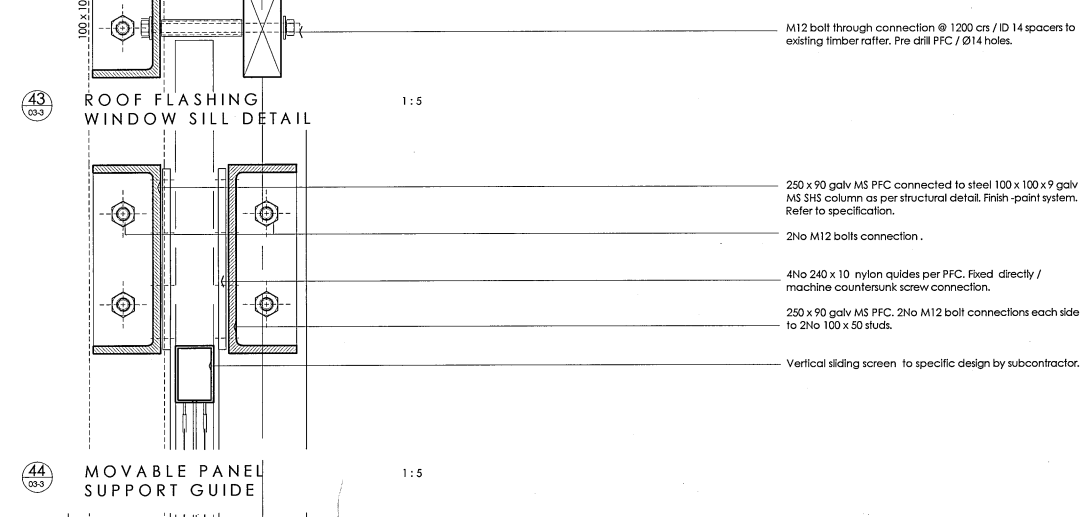 M12 bolt through connection @ 1200 crs / ID 14 spacers to
existing timber rafter. Pre drill PFC / Ø14 holes.
43
03-3
ROOF FLASHING
WINDOW SILL DETAIL
1:5
250 x 90 galv MS PFC connected to steel 100 x 100 x 9 galv
MS SHS column as per structural detail. Finish -paint system.
Refer to specification.
2No M12 bolts connection .
4No 240 x 10 nylon quides per PFC. Fixed directly /
machine countersunk screw connection.
250 x 90 galv MS PFC. 2No M12 bolt connections each side
to 2No 100 x 50 studs.
Vertical sliding screen to specific design by subcontractor.
44
03-3
MOVABLE PANEL
SUPPORT GUIDE
1:5